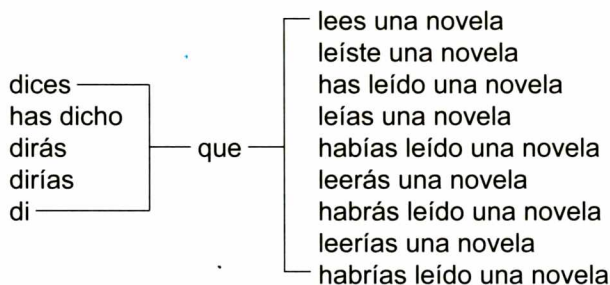 dices
has dicho
dirás
dirías
di
que
lees una novela
leíste una novela
has leído una novela
leías una novela
habías leído una novela
leerás una novela
habrás leído una novela
leerías una novela
habrías leído una novela